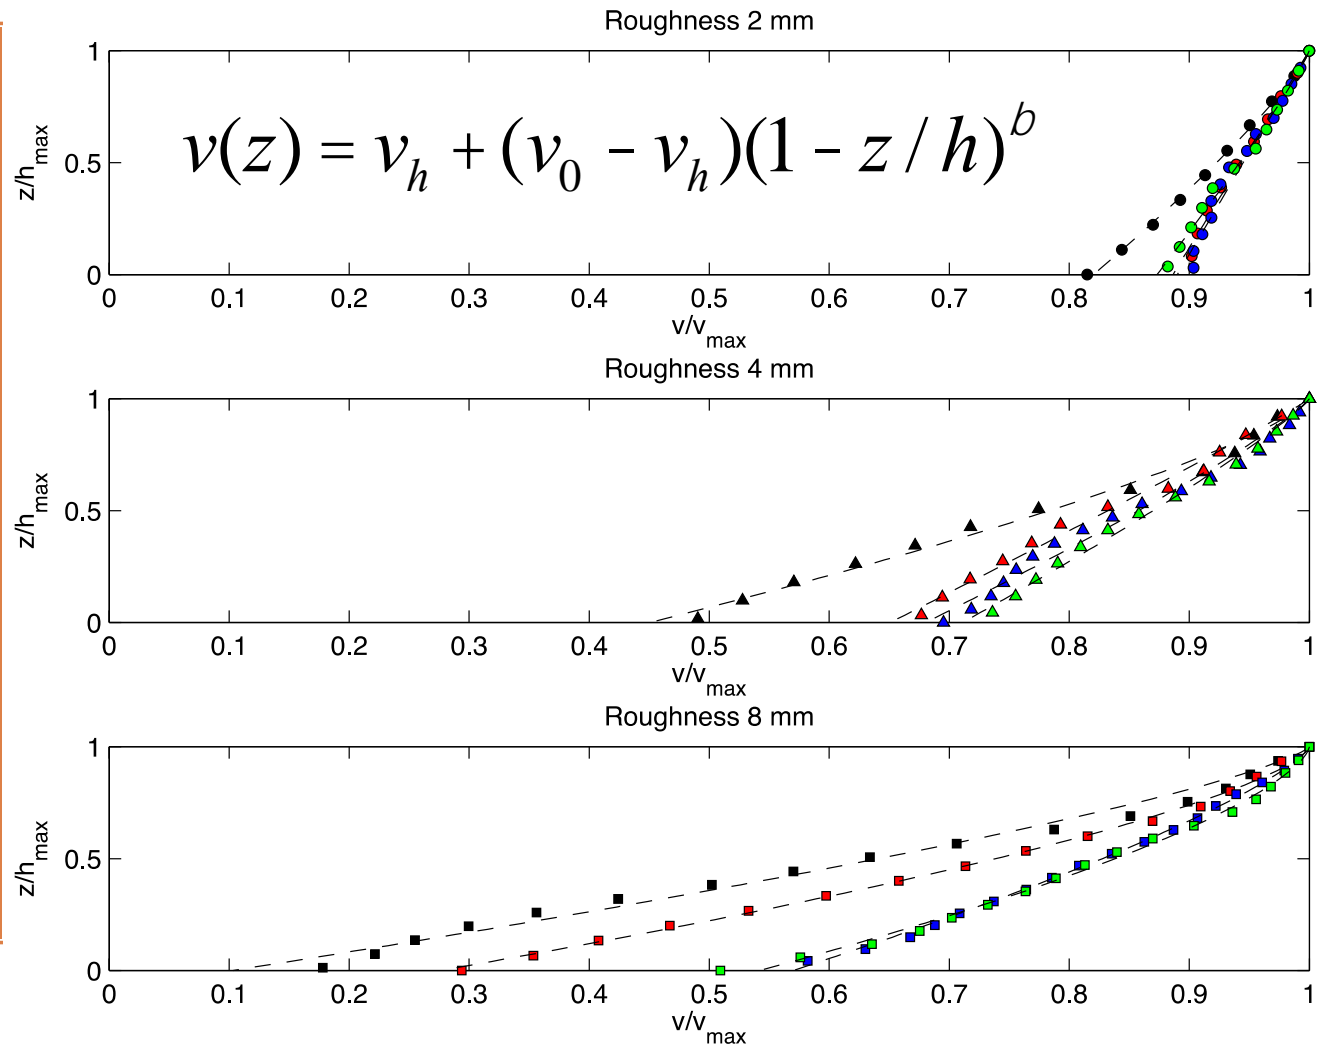 Roughness 2 mm
v(z) = v_h + (v_0 - v_h)(1 - z / h)^b
z/h_max
1
0.5
0
0 0.1 0.2 0.3 0.4 0.5 0.6 0.7 0.8 0.9 1
v/v_max
Roughness 4 mm
z/h_max
1
0.5
0
0 0.1 0.2 0.3 0.4 0.5 0.6 0.7 0.8 0.9 1
v/v_max
Roughness 8 mm
z/h_max
1
0.5
0
0 0.1 0.2 0.3 0.4 0.5 0.6 0.7 0.8 0.9 1
v/v_max